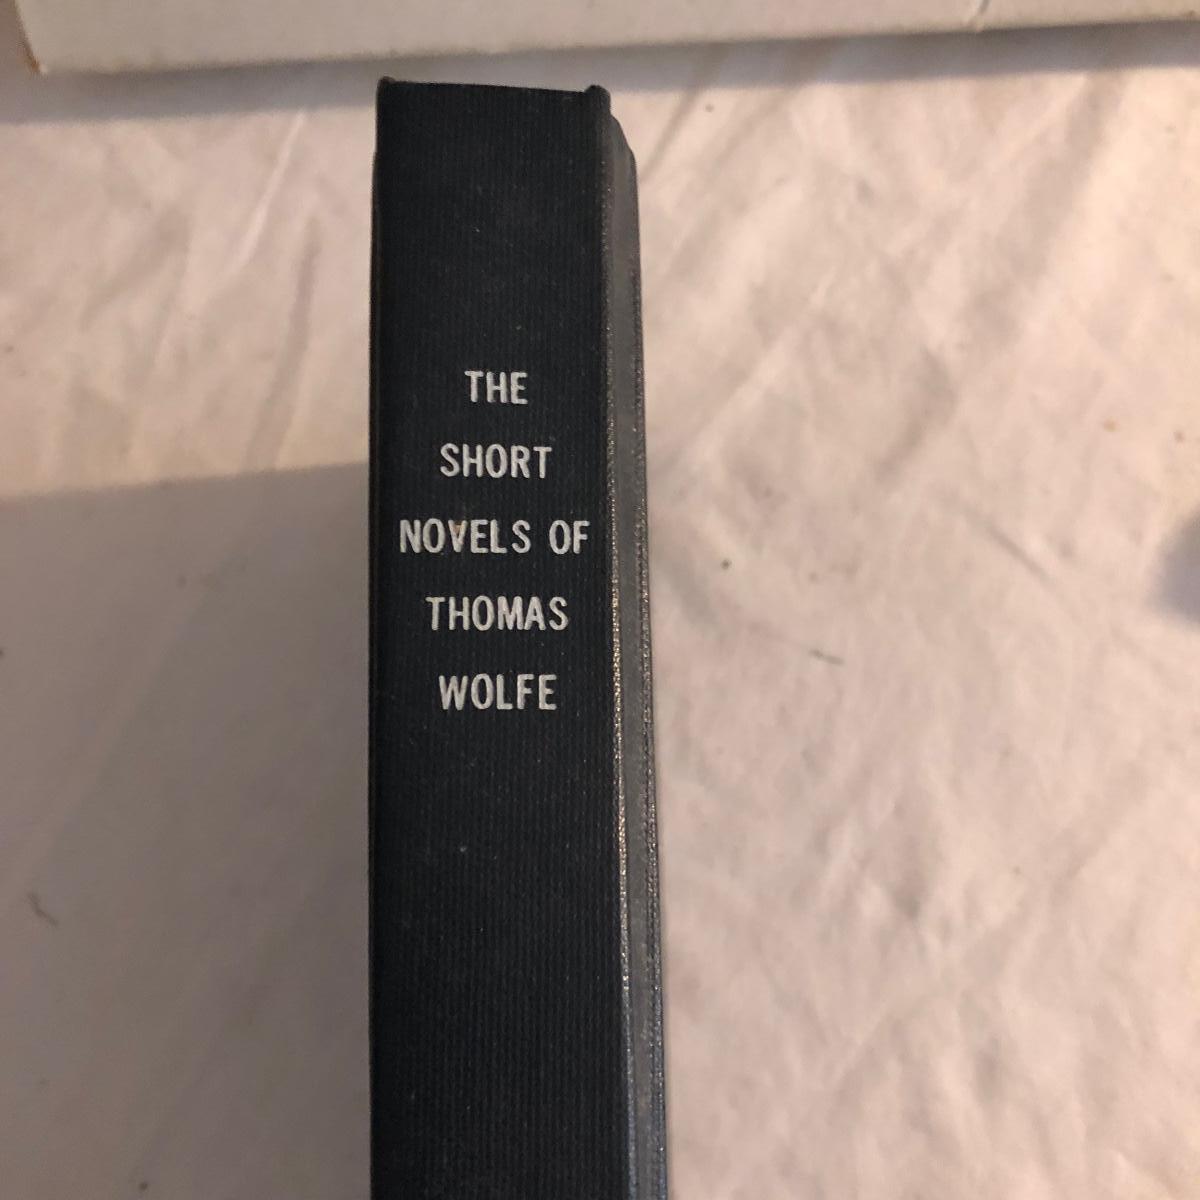 THE
SHORT
NOVELS OF
THOMAS
WOLFE